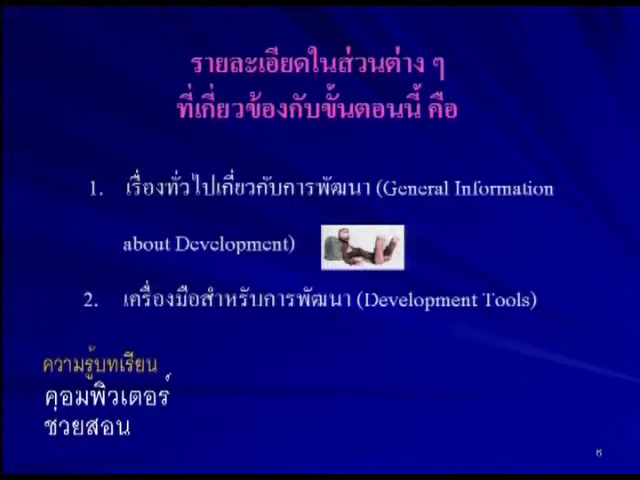 รายละเอียดในส่วนต่าง ๆ
ที่เกี่ยวข้องกับขั้นตอนนี้ คือ
1. เรื่องทั่วไปเกี่ยวกับการพัฒนา (General Information
about Development)
2. เครื่องมือสำหรับการพัฒนา (Development Tools)
ความรู้บทเรียน
คอมพิวเตอร์
ช่วยสอน